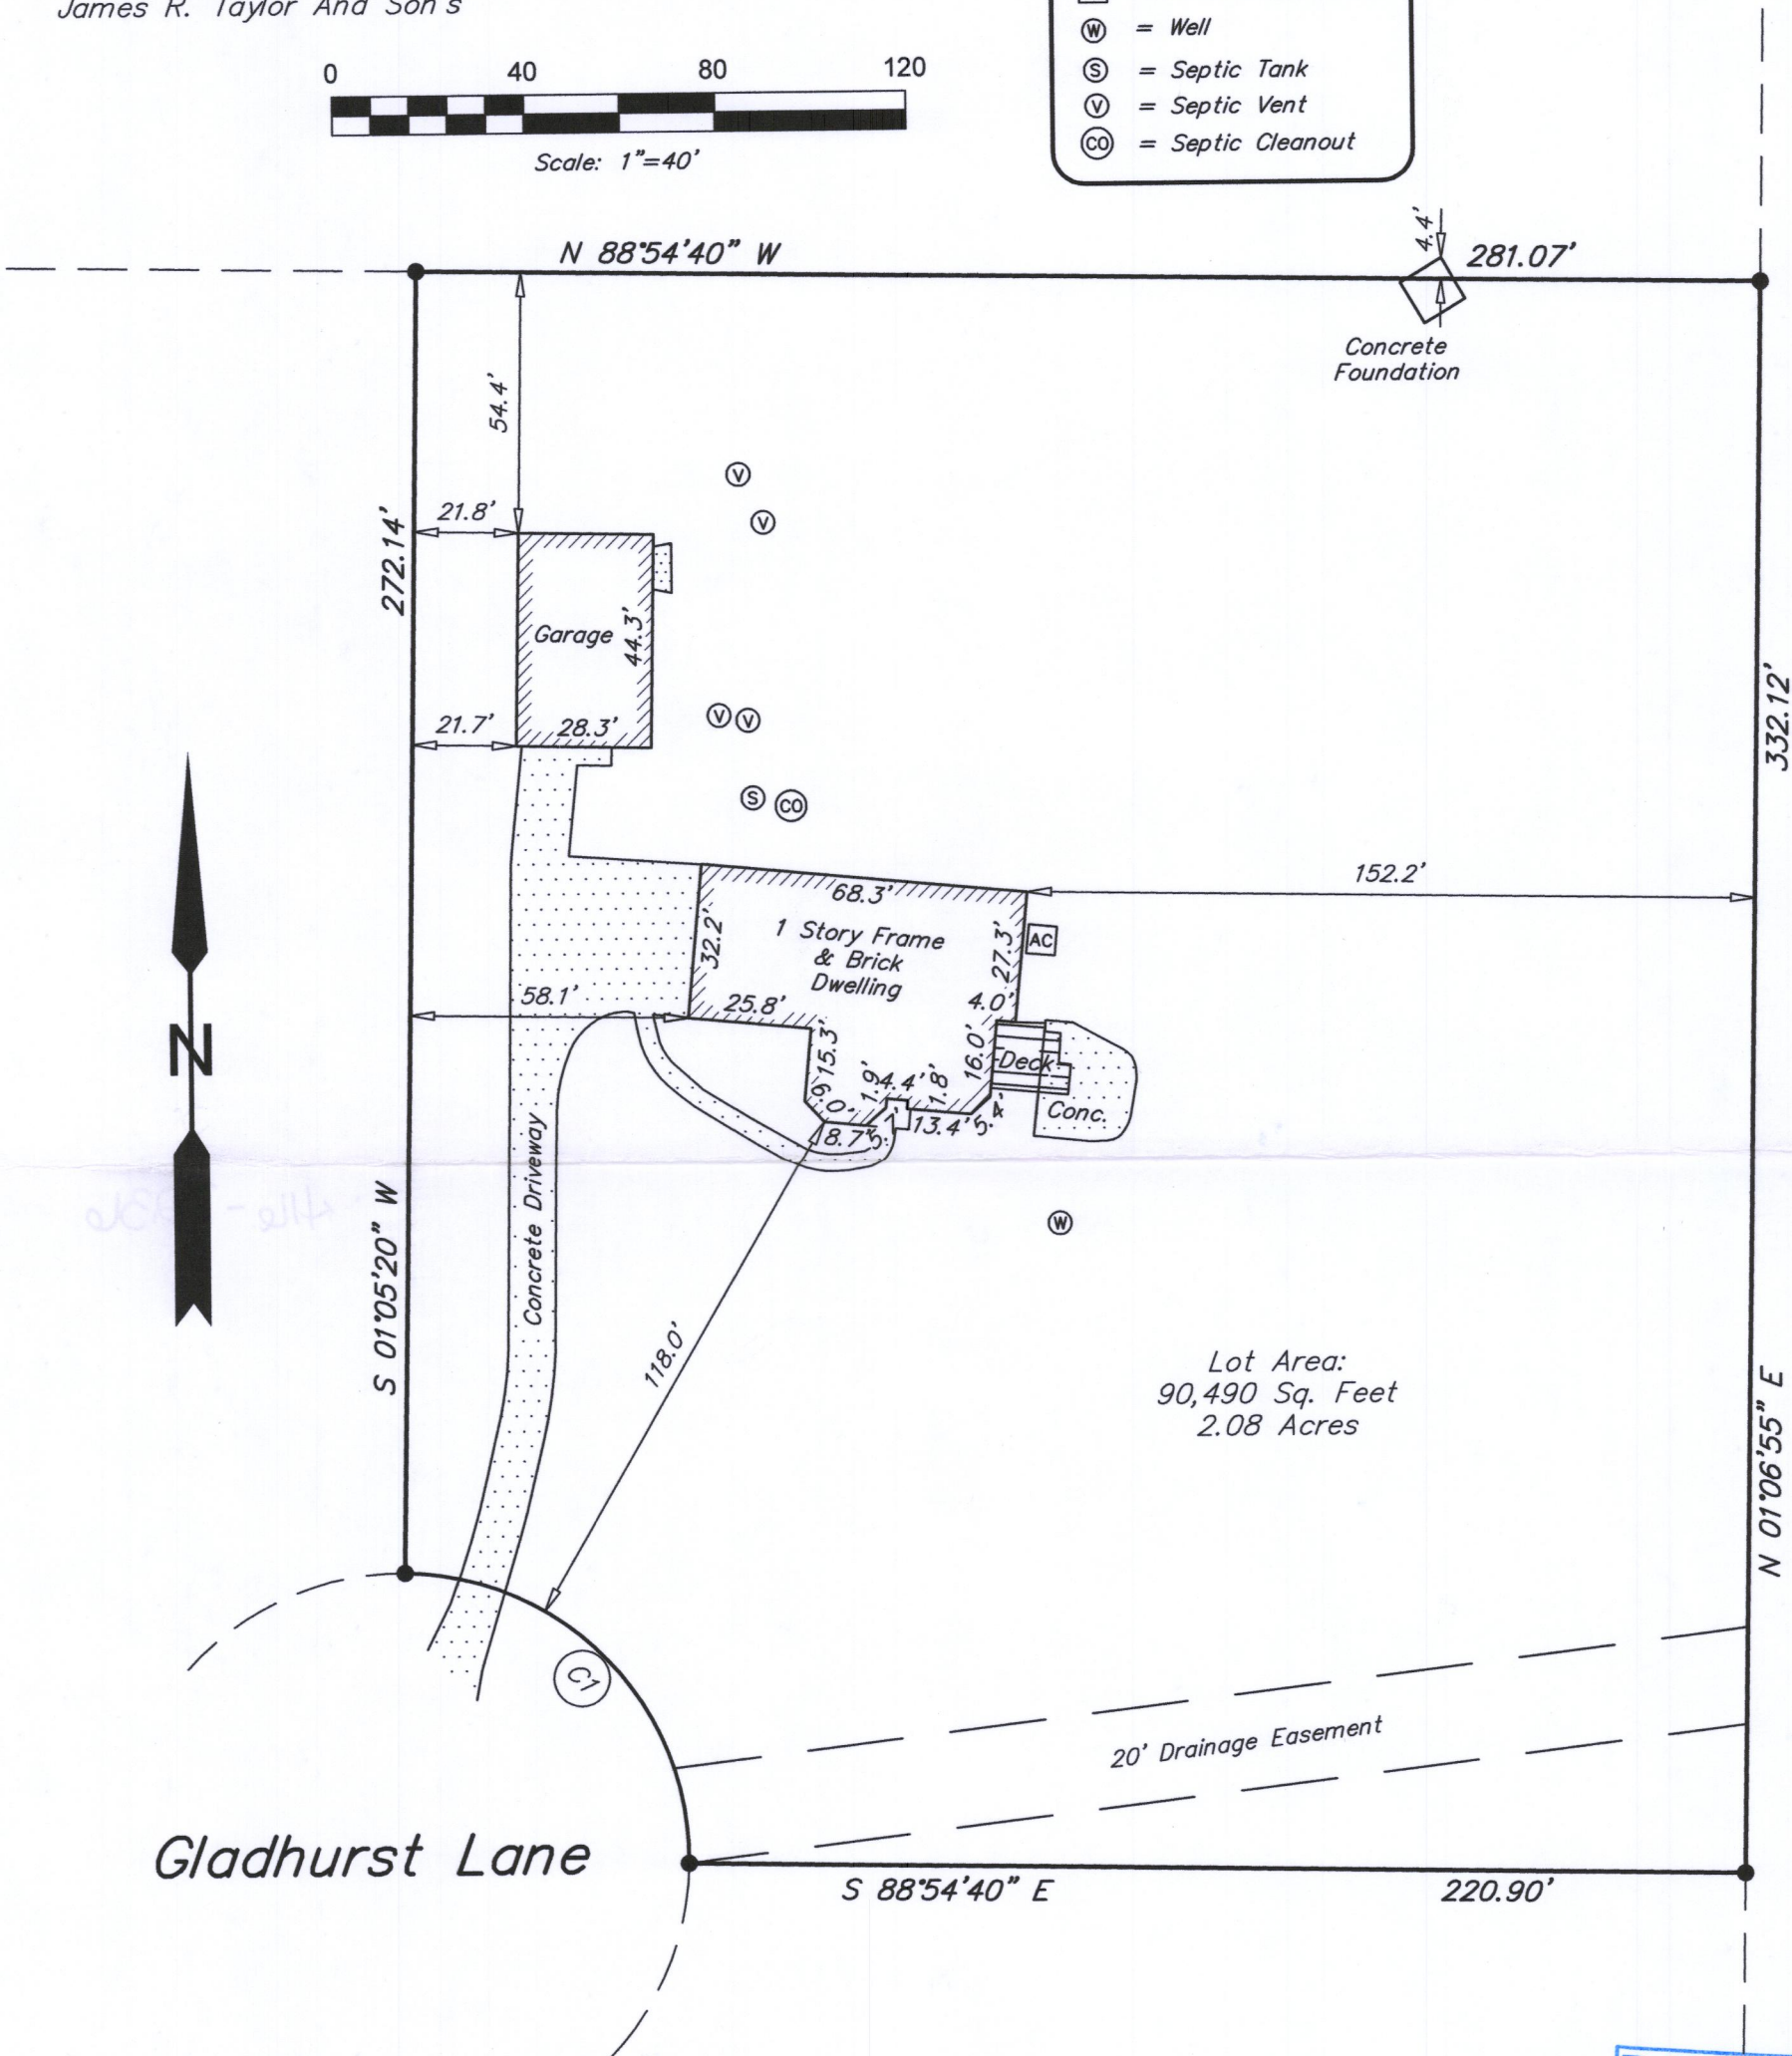 James R. Taylor And Son's
0 40 80 120
Scale: 1"=40'
W = Well
S = Septic Tank
V = Septic Vent
CO = Septic Cleanout
N 88°54'40" W
4.4'
281.07'
Concrete
Foundation
54.4'
V
V
21.8'
272.14'
Garage
44.3'
332.12'
21.7'
28.3'
V V
S CO
152.2'
68.3'
1 Story Frame
& Brick
Dwelling
32.2'
27.3'
AC
58.1'
25.8'
4.0'
N
15.3'
16.0'
Deck
1.9'
4.4'
1.8'
Conc.
8.7'
13.4'
5.4'
Concrete Driveway
W
S 01°05'20" W
118.0'
Lot Area:
90,490 Sq. Feet
2.08 Acres
N 01°06'55" E
C1
20' Drainage Easement
Gladhurst Lane
S 88°54'40" E
220.90'